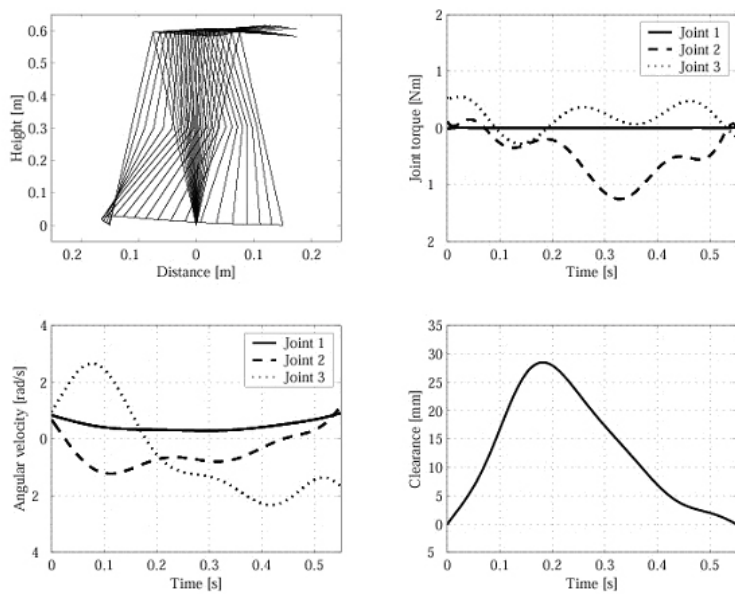 0.6
0.5
0.4
0.3
0.2
0.1
0
Height [m]
0.2 0.1 0 0.1 0.2
Distance [m]
2
1
0
1
2
Joint torque [Nm]
Joint 1
Joint 2
Joint 3
0 0.1 0.2 0.3 0.4 0.5
Time [s]
4
2
0
2
4
Angular velocity [rad/s]
Joint 1
Joint 2
Joint 3
0 0.1 0.2 0.3 0.4 0.5
Time [s]
35
30
25
20
15
10
5
0
5
Clearance [mm]
0 0.1 0.2 0.3 0.4 0.5
Time [s]